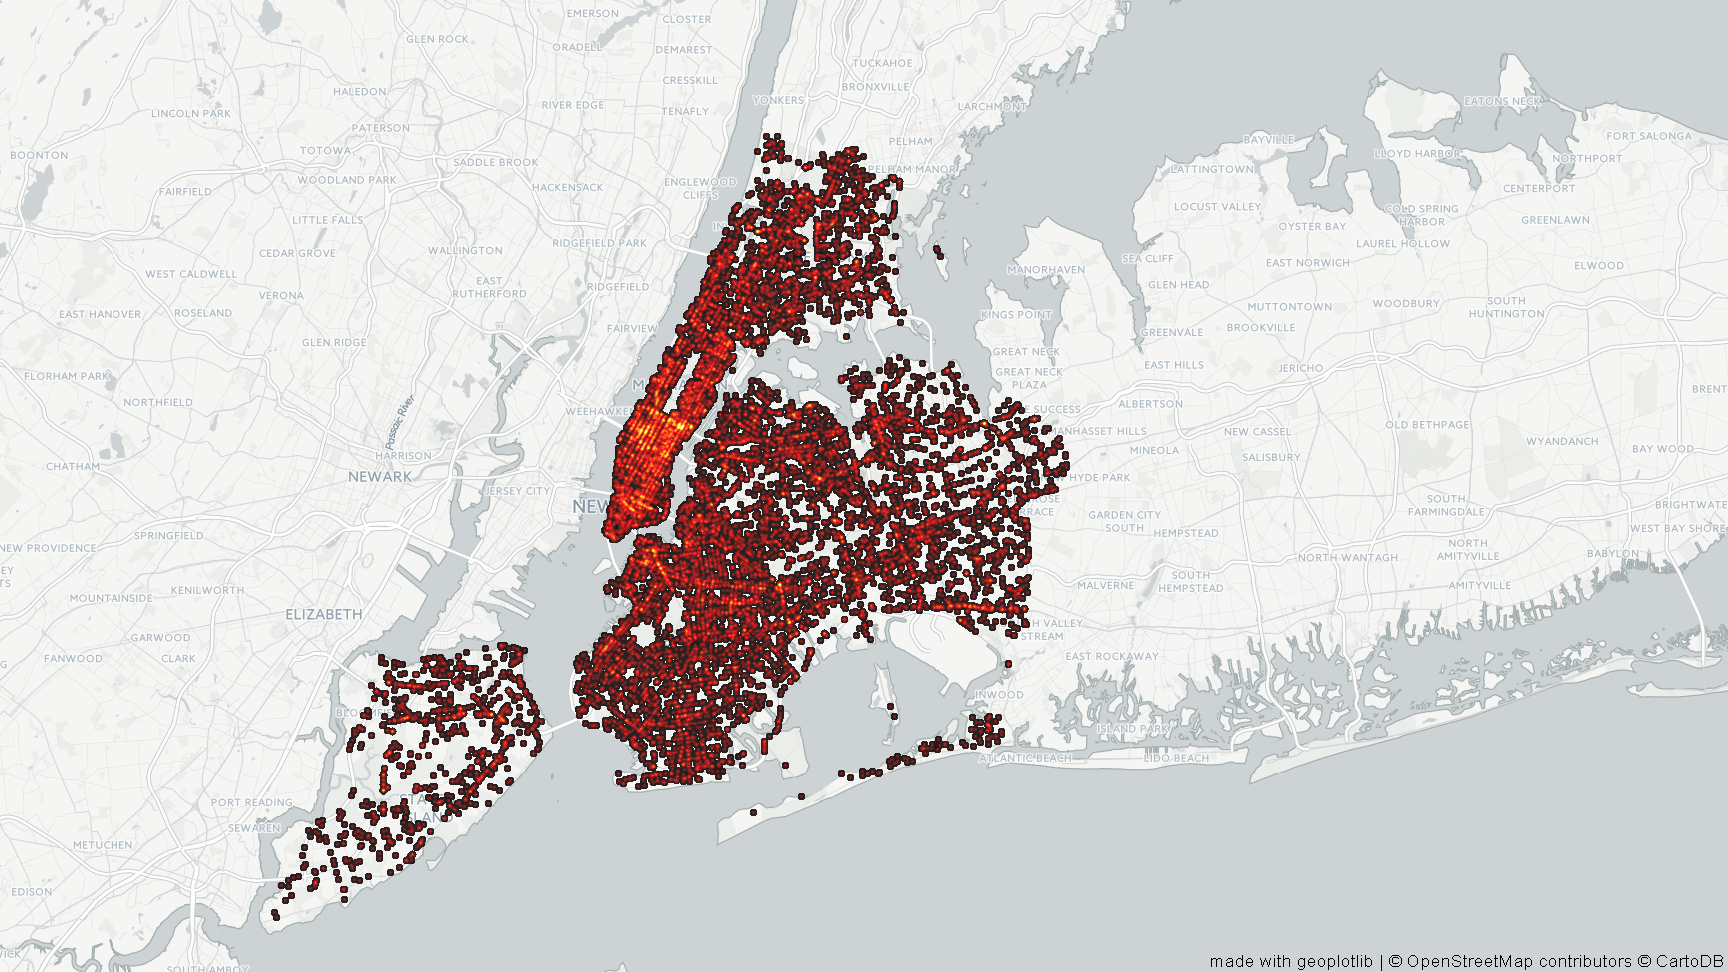 EMERSON
CLOSTER
GLEN ROCK
ORADELL
DEMAREST
TUCKAHOE
CRESSKILL
BRONXVILLE
HALEDON
YONKERS
EATONS NECK
RIVER EDGE
TENAFLY
LARCHMONT
LINCOLN PARK
PATERSON
FORT SALONGA
PELHAM
BAYVILLE
TOTOWA
LLOYD HARBOR
BOONTON
SADDLE BROOK
NORTHPORT
PELHAM MANOR
LATTINGTOWN
WOODLAND PARK
ENGLEWOOD
CLIFFS
FAIRFIELD
HACKENSACK
CENTERPORT
LOCUST VALLEY
COLD SPRING
HARBOR
LITTLE FALLS
GREENLAWN
OYSTER BAY
RIDGEFIELD PARK
LAUREL HOLLOW
WALLINGTON
CEDAR GROVE
SEA CLIFF
EAST NORWICH
ELWOOD
MANORHAVEN
WEST CALDWELL
EAST
RUTHERFORD
RIDGEFIELD
GLEN HEAD
VERONA
MUTTONTOWN
WOODBURY
SOUTH
HUNTINGTON
EAST HANOVER
ROSELAND
KINGS POINT
FAIRVIEW
BROOKVILLE
GREENVALE
GLEN RIDGE
GREAT NECK
EAST HILLS
JERICHO
GREAT NECK
PLAZA
FLORHAM PARK
BRENT
NORTHFIELD
ALBERTSON
SUCCESS
WEEHAWKE
Passaic River
OLD BETHPAGE
MANHASSET HILLS
NEW CASSEL
WYANDANCH
MINEOLA
BAY WOOD
HARRISON
SALISBURY
CHATHAM
NEWARK
HYDE PARK
JERSEY CITY
SOUTH
FARMINGDALE
BRIGHTWATE
NEW
GARDEN CITY
SOUTH
WEST BAY SHORE
SPRINGFIELD
HEMPSTEAD
NEW PROVIDENCE
NORTH
AMITYVILLE
BABYLON
NORTH WANTAGH
SOUTH
HEMPSTEAD
MALVERNE
AMITYVILLE
KENILWORTH
MOUNTAINSIDE
ELIZABETH
H VALLEY
STREAM
GARWOOD
EAST ROCKAWAY
FANWOOD
CLARK
INWOOD
ISLAND PARK
ATLANTIC BEACH
LIDO BEACH
PORT READING
SEWAREN
METUCHEN
EDISON
SOUTH AMBOY
made with geoplotlib | © OpenStreetMap contributors © CartoDB